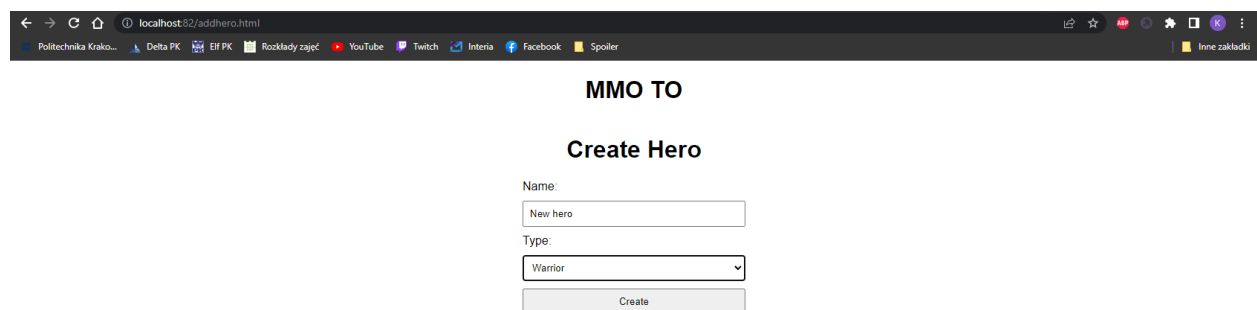 localhost:82/addhero.html
ABP
K
Politechnika Krako... Delta PK Elf PK Rozkłady zajęć YouTube Twitch Interia Facebook Spoiler Inne zakładki
MMO TO
Create Hero
Name:
New hero
Type:
Warrior
Create